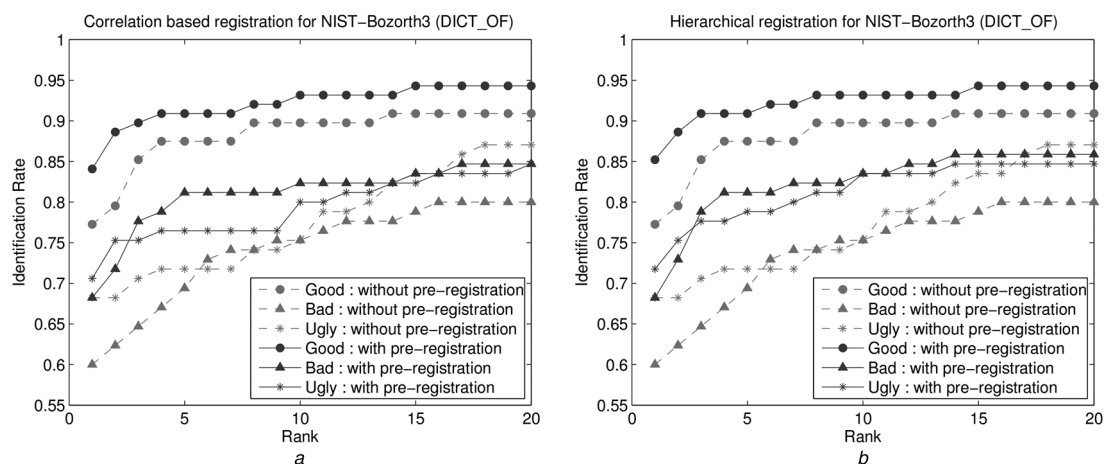 Correlation based registration for NIST−Bozorth3 (DICT_OF)
1
0.95
0.9
0.85
0.8
0.75
0.7
0.65
0.6
0.55
Identification Rate
0
5
10
15
20
Rank
Good : without pre−registration
Bad : without pre−registration
Ugly : without pre−registration
Good : with pre−registration
Bad : with pre−registration
Ugly : with pre−registration
a
Hierarchical registration for NIST−Bozorth3 (DICT_OF)
1
0.95
0.9
0.85
0.8
0.75
0.7
0.65
0.6
0.55
Identification Rate
0
5
10
15
20
Rank
Good : without pre−registration
Bad : without pre−registration
Ugly : without pre−registration
Good : with pre−registration
Bad : with pre−registration
Ugly : with pre−registration
b